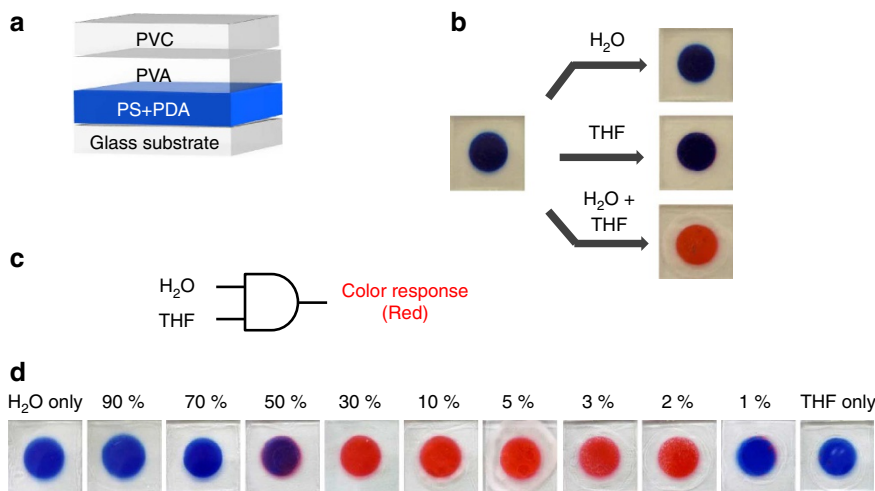 a
PVC
PVA
PS+PDA
Glass substrate
b
H₂O
THF
H₂O +
THF
c
H₂O
THF
Color response
(Red)
d
H₂O only 90 % 70 % 50 % 30 % 10 % 5 % 3 % 2 % 1 % THF only